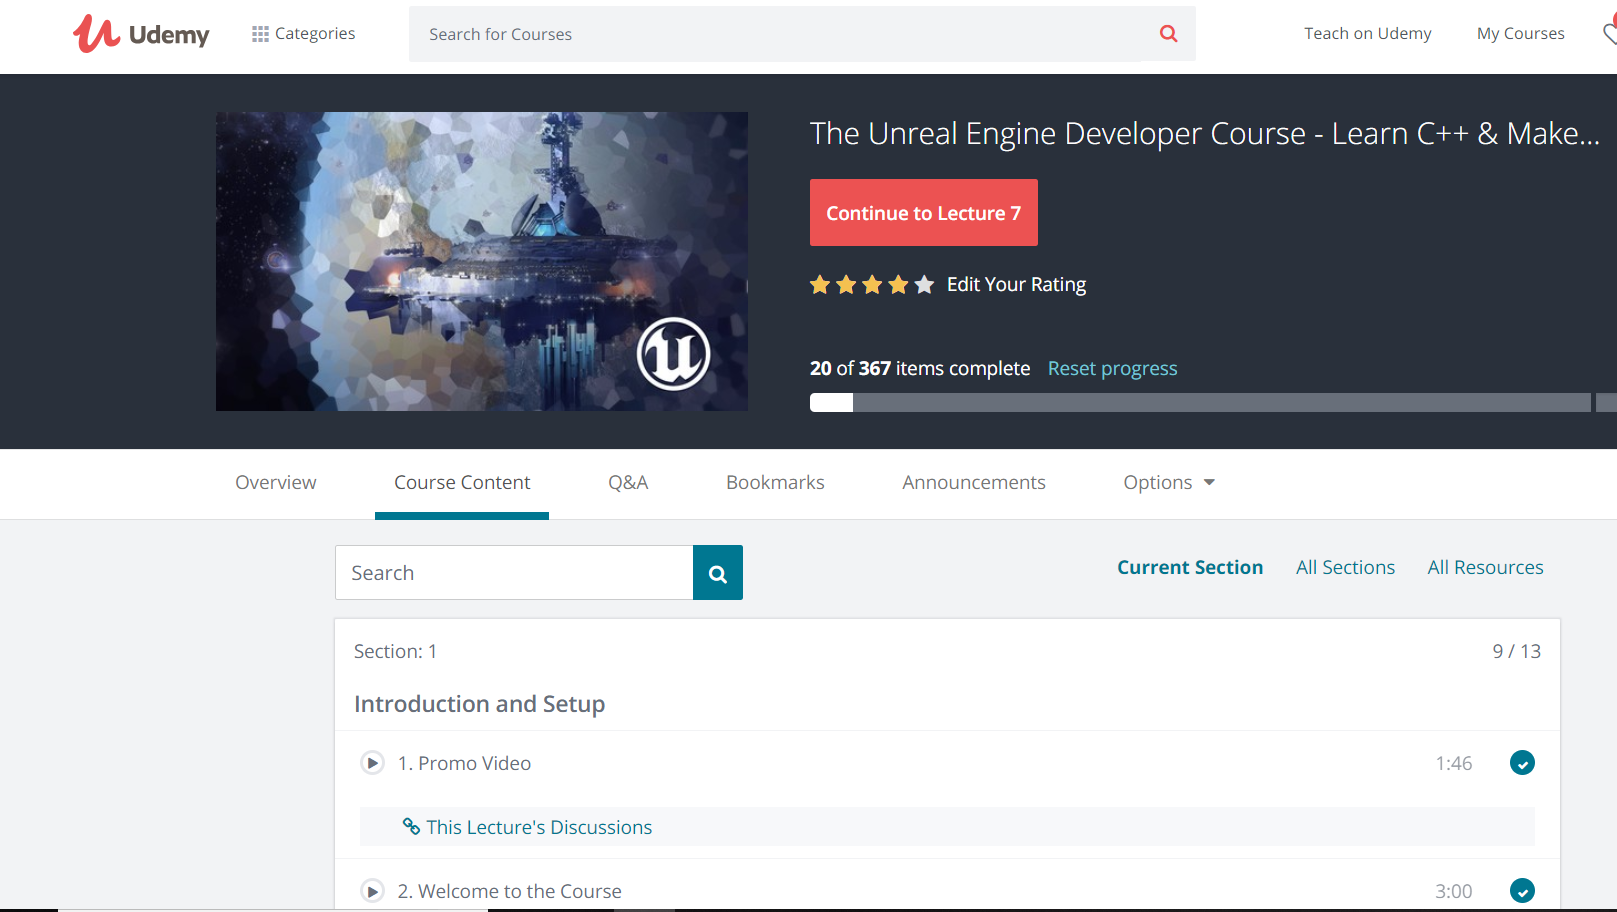 Udemy
Categories
Search for Courses
Teach on Udemy
My Courses
The Unreal Engine Developer Course - Learn C++ & Make...
Continue to Lecture 7
Edit Your Rating
20 of 367 items complete Reset progress
Overview
Course Content
Q&A
Bookmarks
Announcements
Options
Search
Current Section
All Sections
All Resources
Section: 1
9 / 13
Introduction and Setup
1. Promo Video
1:46
This Lecture's Discussions
2. Welcome to the Course
3:00